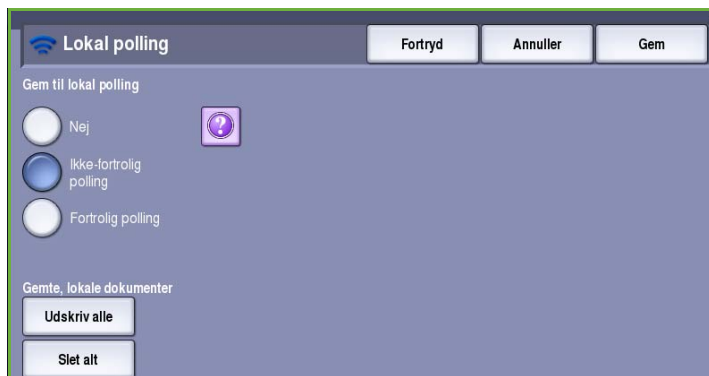 Lokal polling
Fortryd
Annuller
Gem
Gem til lokal polling
Nej
?
Ikke-fortrolig
polling
Fortrolig polling
Gemte, lokale dokumenter
Udskriv alle
Slet alt